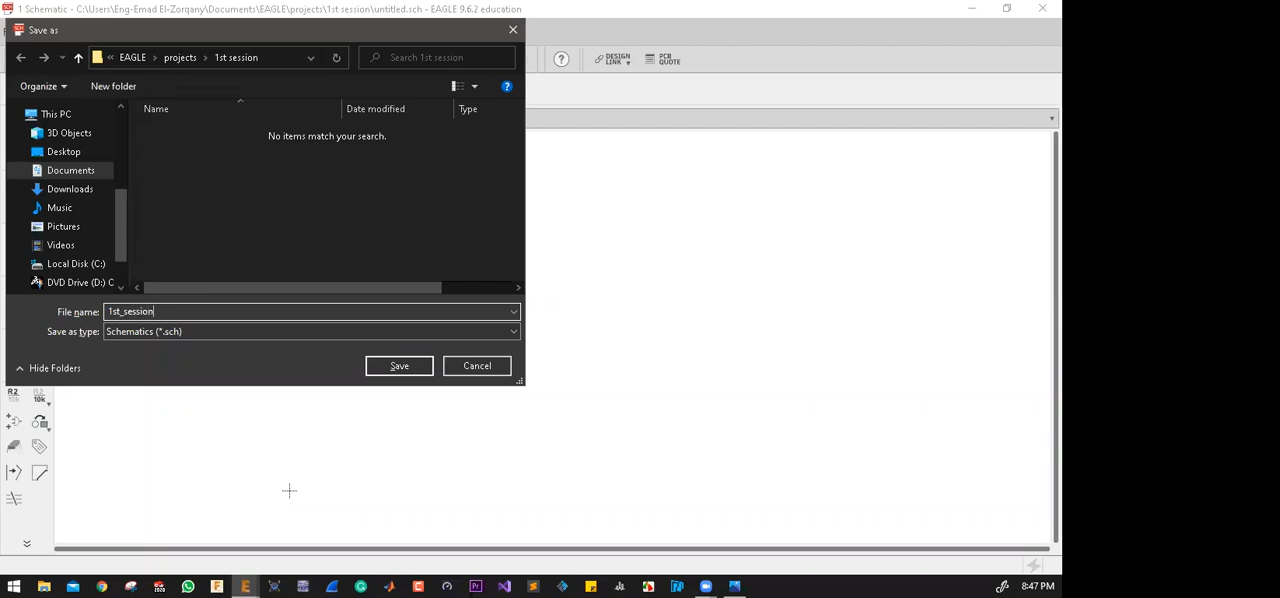 1 Schematic - C:\Users\Eng-Emad El-Zorqany\Documents\EAGLE\projects\1st session\untitled.sch - EAGLE 9.6.2 education
Save as
« EAGLE > projects > 1st session
Search 1st session
DESIGN LINK
PCB QUOTE
Organize
New folder
This PC
3D Objects
Desktop
Documents
Downloads
Music
Pictures
Videos
Local Disk (C:)
DVD Drive (D:) C
Name
Date modified
Type
No items match your search.
File name: 1st_session
Save as type: Schematics (*.sch)
Hide Folders
Save
Cancel
R2
10k
R2
10k
8:47 PM